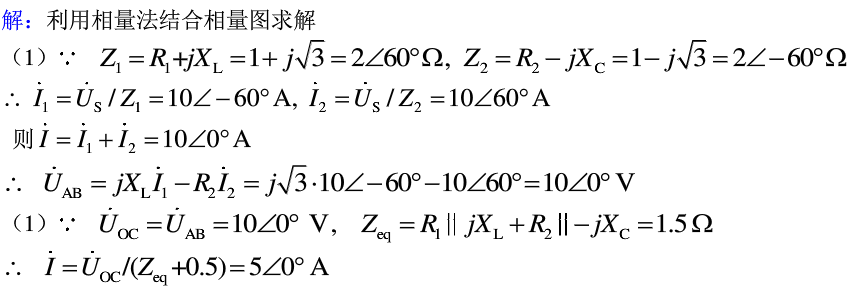 解：利用相量法结合相量图求解
（1）∵ Z₁ = R₁+jX_L = 1+ j√3 = 2∠60°Ω, Z₂ = R₂ − jX_C = 1− j√3 = 2∠−60°Ω
∴ İ₁ = U̇_S / Z₁ = 10∠−60° A, İ₂ = U̇_S / Z₂ = 10∠60° A
则 İ = İ₁ + İ₂ = 10∠0° A
∴ U̇_AB = jX_L İ₁ − R₂ İ₂ = j√3·10∠−60°−10∠60°=10∠0° V
（1）∵ U̇_OC = U̇_AB = 10∠0° V, Z_eq = R₁ || jX_L + R₂ || −jX_C = 1.5 Ω
∴ İ = U̇_OC/(Z_eq+0.5) = 5∠0° A